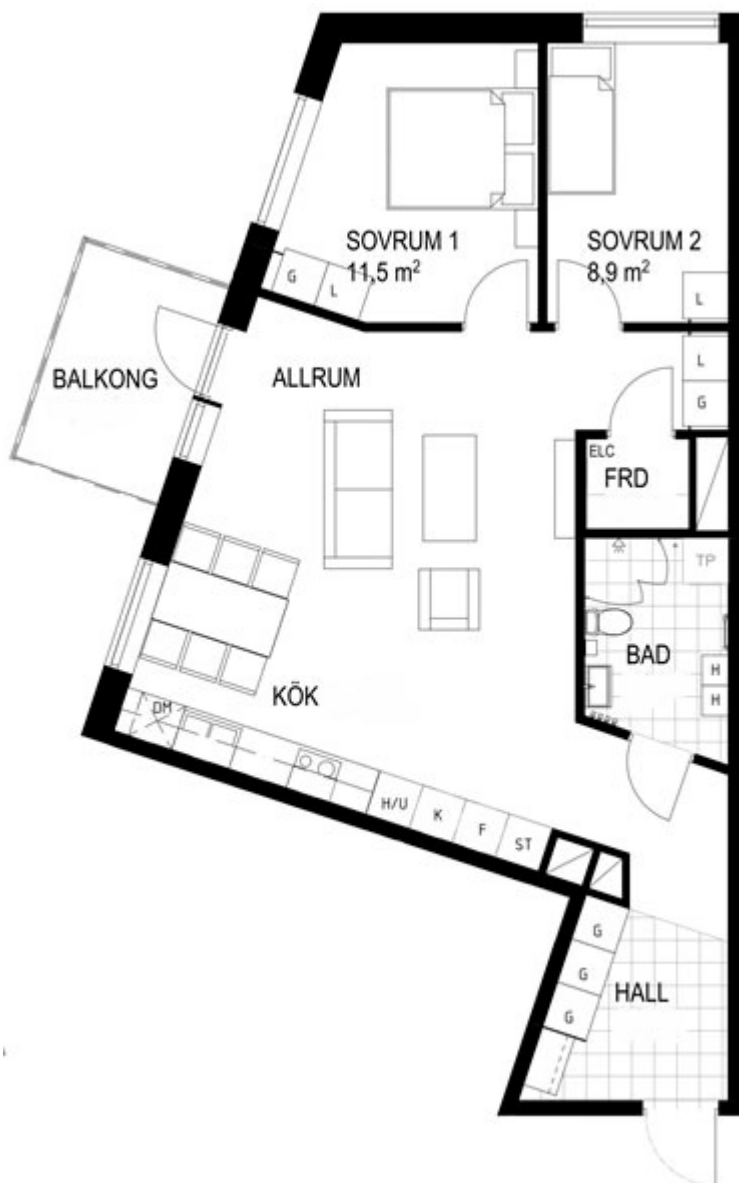 SOVRUM 1
11,5 m²
SOVRUM 2
8,9 m²
G
L
L
BALKONG
ALLRUM
L
G
ELC
FRD
TP
BAD
H
H
KÖK
DM
H/U
K
F
ST
G
G
G
HALL